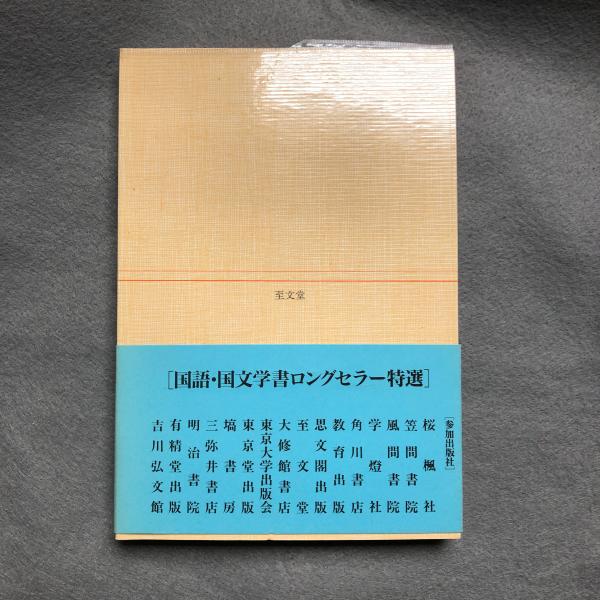 至文堂
[国語・国文学書ロングセラー特選]
[参加出版社]
桜楓社
笠間書院
風間書院
学燈社
角川書店
教育出版
思文閣出版
至文堂
大修館書店
東京大学出版会
東京堂出版
塙書房
三弥井書店
明治書院
有精堂出版
吉川弘文館